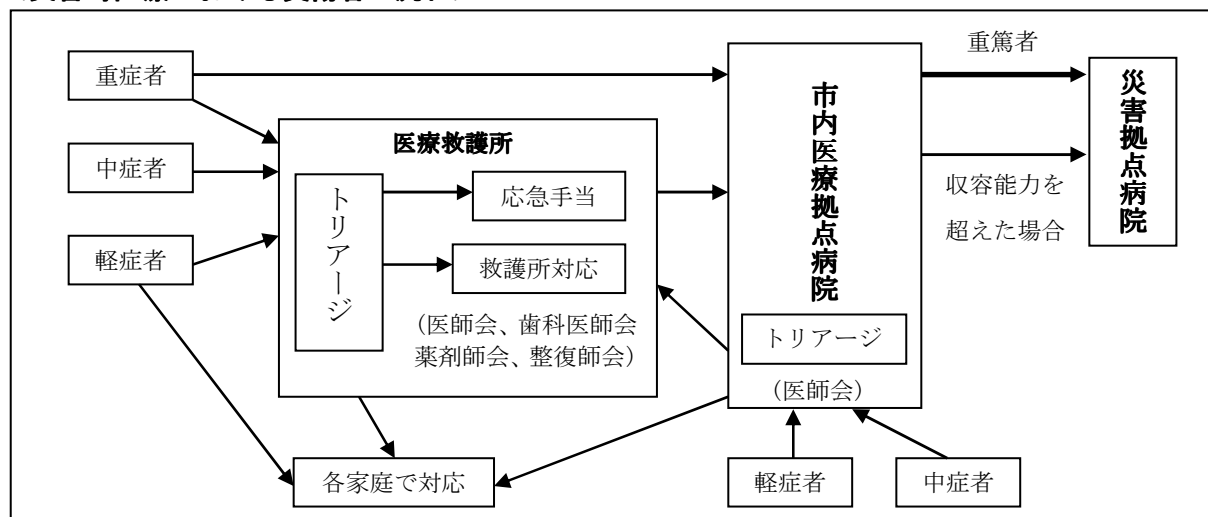 重症者
中症者
軽症者
医療救護所
トリアージ
応急手当
救護所対応
（医師会、歯科医師会
薬剤師会、整復師会）
各家庭で対応
市内医療拠点病院
トリアージ
（医師会）
軽症者
中症者
重篤者
収容能力を
超えた場合
災害拠点病院